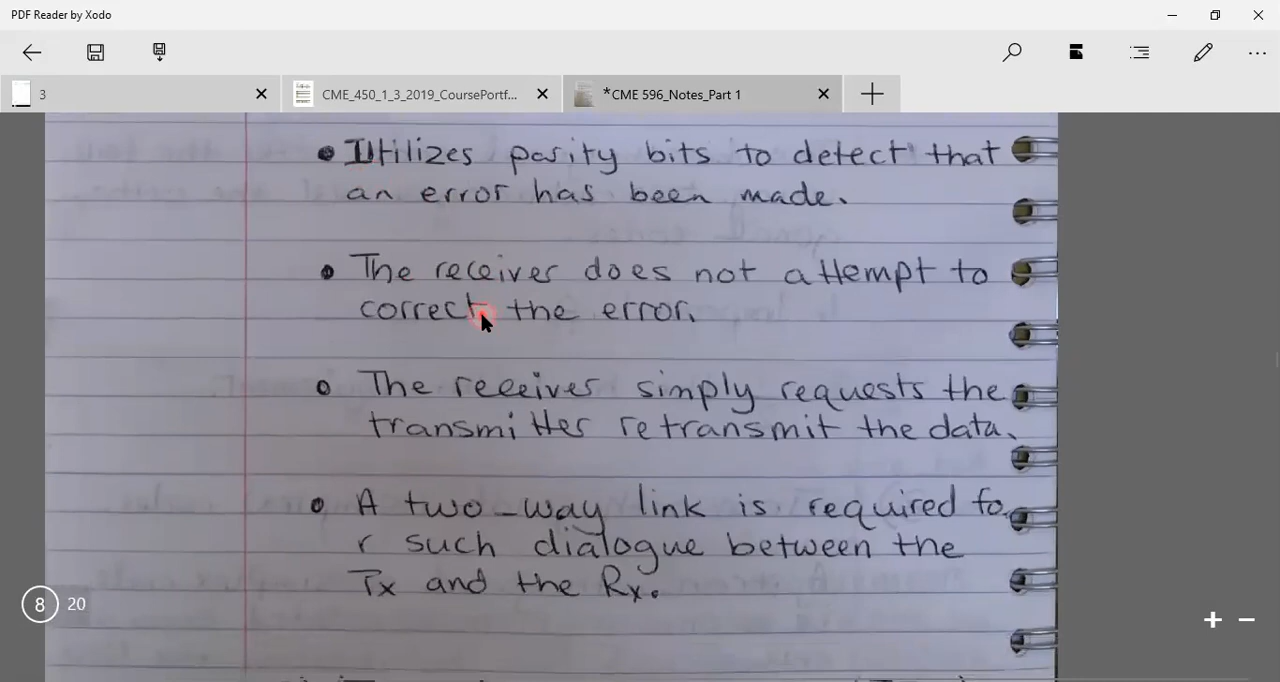 PDF Reader by Xodo
3
CME_450_1_3_2019_CoursePortf...
*CME 596_Notes_Part 1
• Utilizes parity bits to detect that
an error has been made.
• The receiver does not attempt to
correct the error.
• The receiver simply requests the
transmitter retransmit the data.
• A two-way link is required fo
r such dialogue between the
Tx and the Rx.
8 20